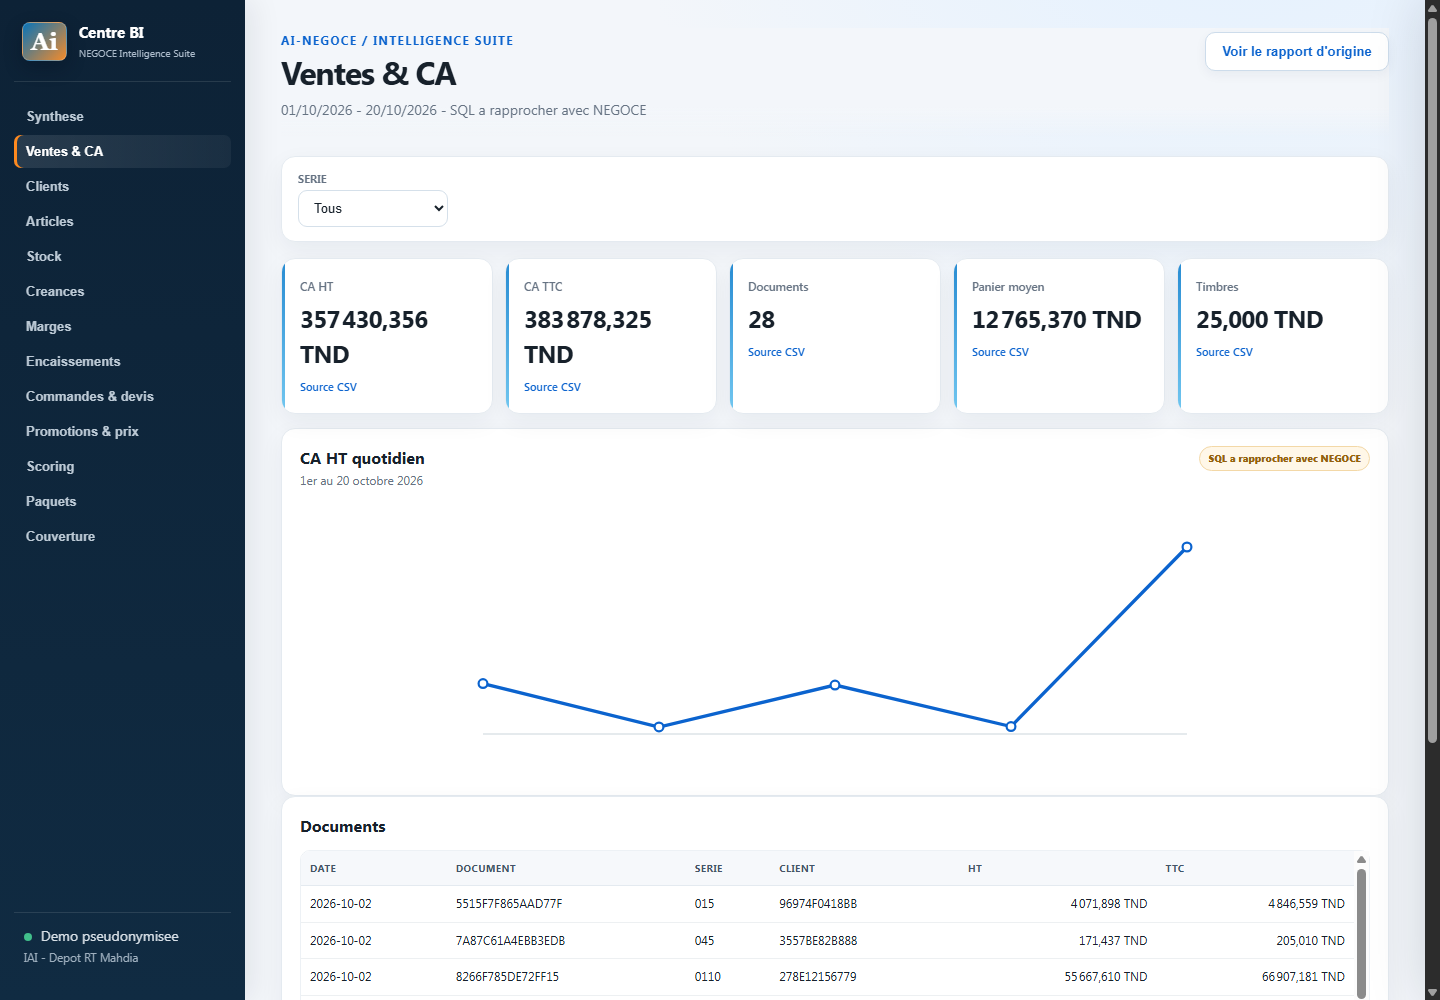 Ai
Centre BI
NEGOCE Intelligence Suite
Synthese
Ventes & CA
Clients
Articles
Stock
Creances
Marges
Encaissements
Commandes & devis
Promotions & prix
Scoring
Paquets
Couverture
Demo pseudonymisee
IAI - Depot RT Mahdia
AI-NEGOCE / INTELLIGENCE SUITE
Ventes & CA
01/10/2026 - 20/10/2026 - SQL a rapprocher avec NEGOCE
Voir le rapport d'origine
SERIE
Tous
CA HT
357 430,356
TND
Source CSV
CA TTC
383 878,325
TND
Source CSV
Documents
28
Source CSV
Panier moyen
12 765,370 TND
Source CSV
Timbres
25,000 TND
Source CSV
CA HT quotidien
1er au 20 octobre 2026
SQL a rapprocher avec NEGOCE
Documents
DATE DOCUMENT SERIE CLIENT HT TTC
2026-10-02 5515F7F865AAD77F 015 96974F0418BB 4 071,898 TND 4 846,559 TND
2026-10-02 7A87C61A4EBB3EDB 045 3557BE82B888 171,437 TND 205,010 TND
2026-10-02 8266F785DE72FF15 0110 278E12156779 55 667,610 TND 66 907,181 TND